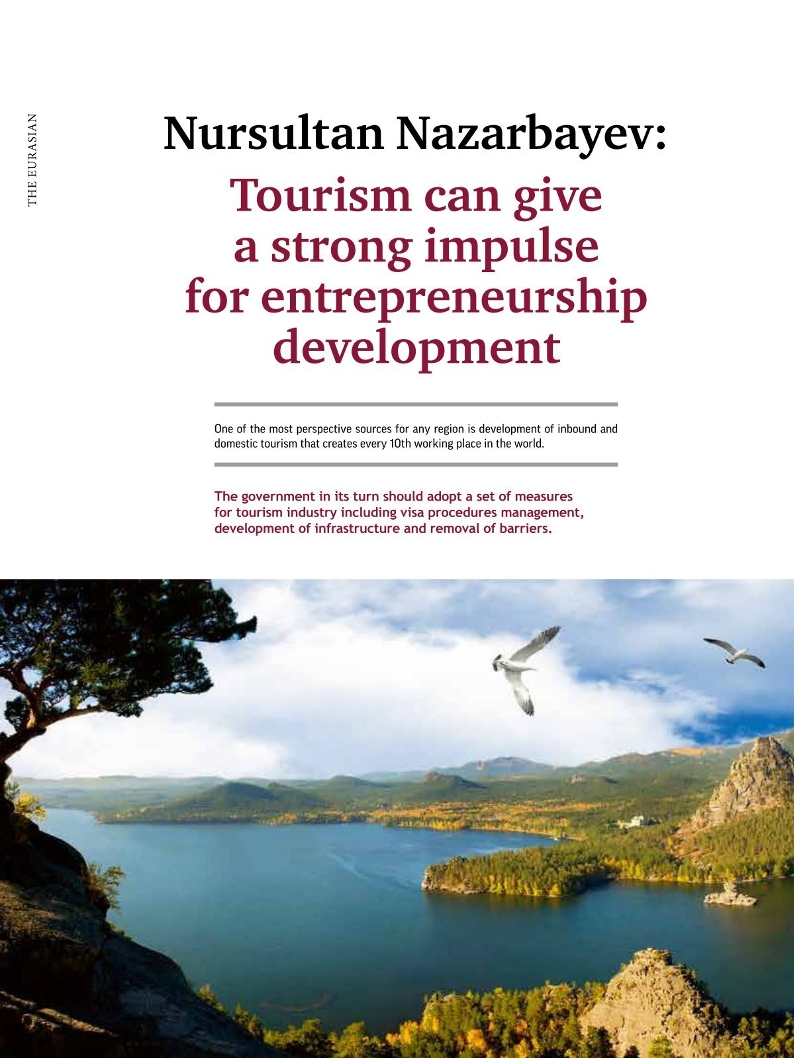 THE EURASIAN
Nursultan Nazarbayev:
Tourism can give
a strong impulse
for entrepreneurship
development
One of the most perspective sources for any region is development of inbound and
domestic tourism that creates every 10th working place in the world.
The government in its turn should adopt a set of measures
for tourism industry including visa procedures management,
development of infrastructure and removal of barriers.